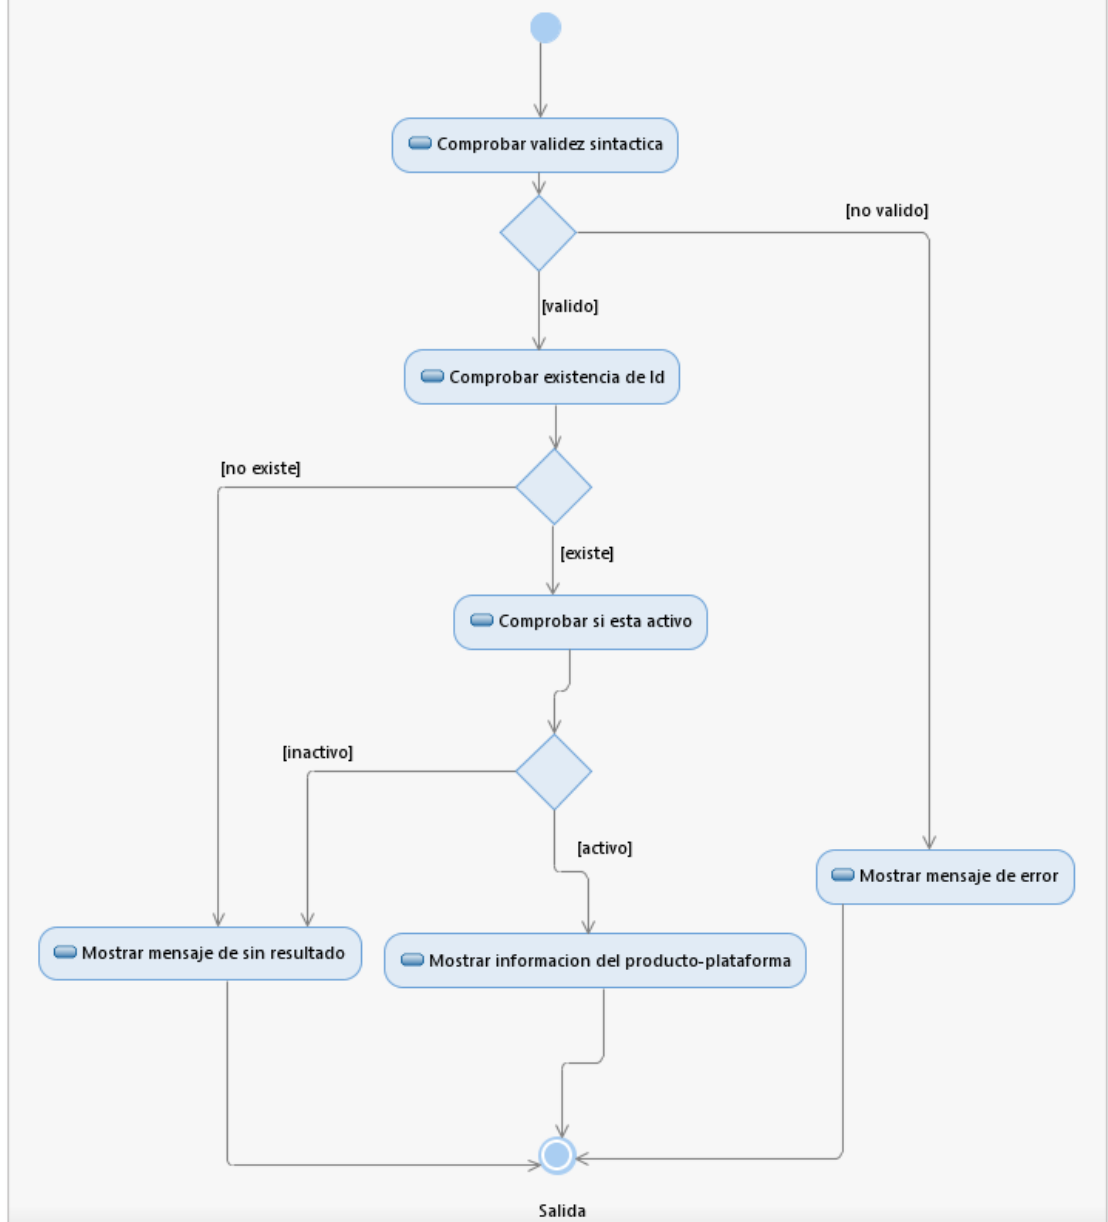 Comprobar validez sintactica
[no valido]
[valido]
Comprobar existencia de Id
[no existe]
[existe]
Comprobar si esta activo
[inactivo]
[activo]
Mostrar mensaje de error
Mostrar mensaje de sin resultado
Mostrar informacion del producto-plataforma
Salida